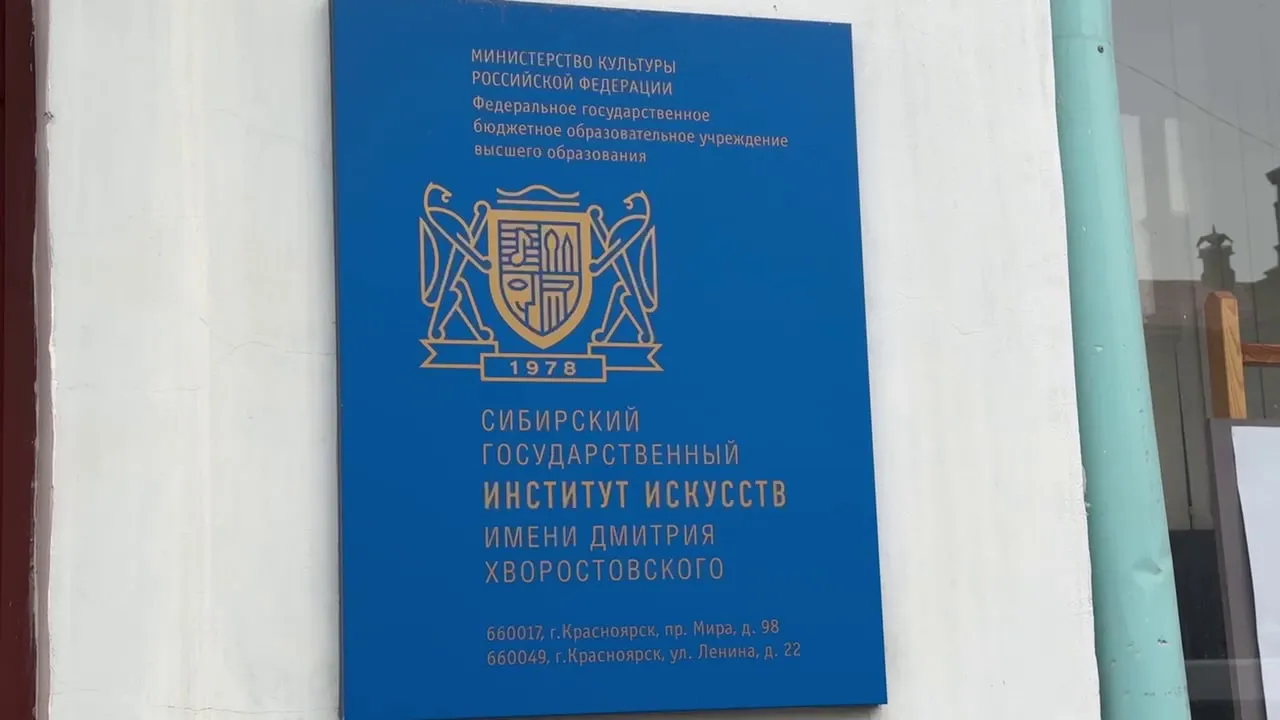 МИНИСТЕРСТВО КУЛЬТУРЫ
РОССИЙСКОЙ ФЕДЕРАЦИИ
Федеральное государственное
бюджетное образовательное учреждение
высшего образования
1978
СИБИРСКИЙ
ГОСУДАРСТВЕННЫЙ
ИНСТИТУТ ИСКУССТВ
ИМЕНИ ДМИТРИЯ
ХВОРОСТОВСКОГО
660017, г.Красноярск, пр. Мира, д. 98
660049, г.Красноярск, ул. Ленина, д. 22